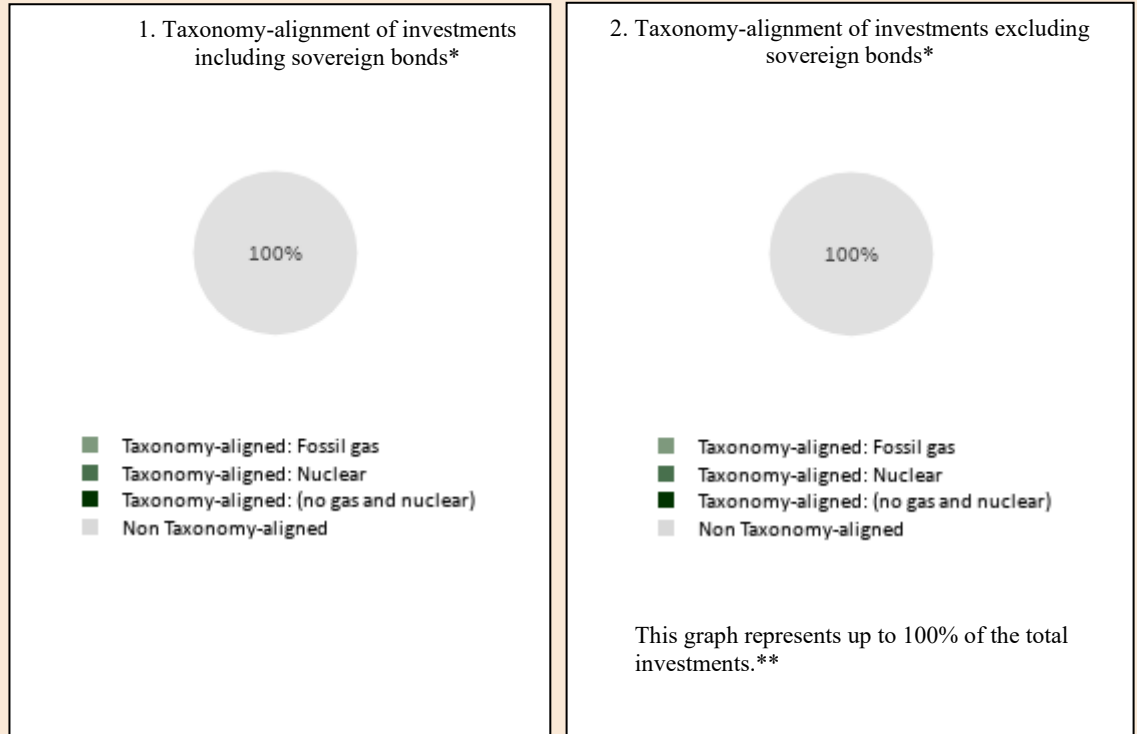 1. Taxonomy-alignment of investments
including sovereign bonds*
100%
Taxonomy-aligned: Fossil gas
Taxonomy-aligned: Nuclear
Taxonomy-aligned: (no gas and nuclear)
Non Taxonomy-aligned
2. Taxonomy-alignment of investments excluding
sovereign bonds*
100%
Taxonomy-aligned: Fossil gas
Taxonomy-aligned: Nuclear
Taxonomy-aligned: (no gas and nuclear)
Non Taxonomy-aligned
This graph represents up to 100% of the total
investments.**